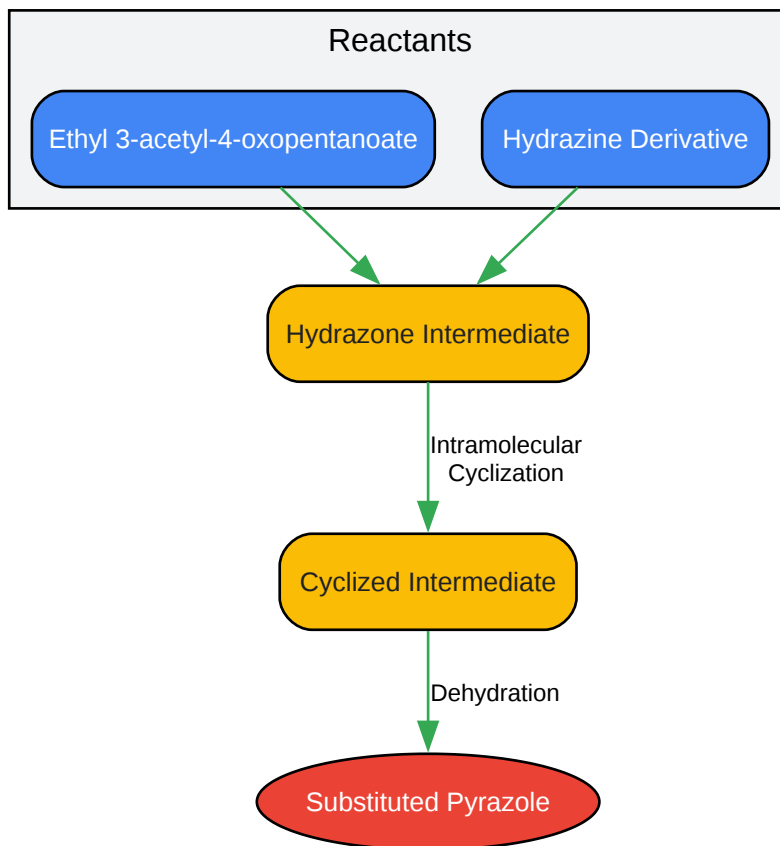 Reactants
Ethyl 3-acetyl-4-oxopentanoate
Hydrazine Derivative
Hydrazone Intermediate
Intramolecular
Cyclization
Cyclized Intermediate
Dehydration
Substituted Pyrazole